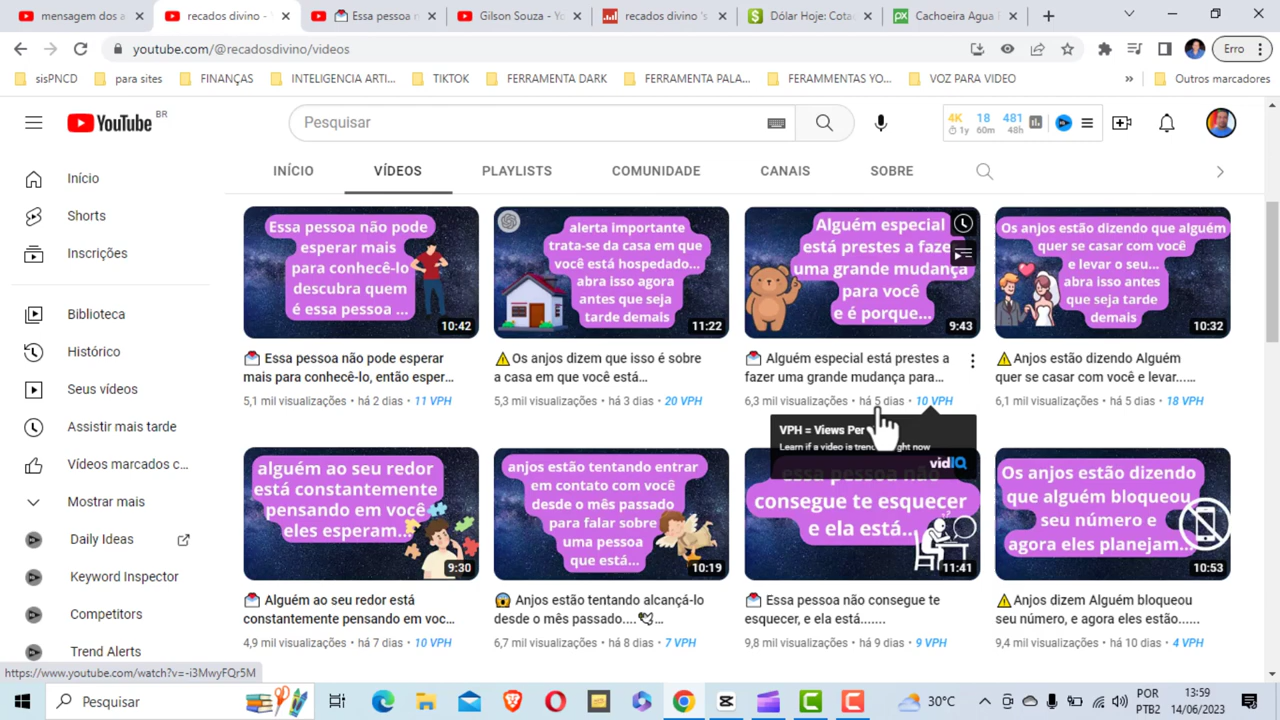 mensagem dos a
recados divino -
Essa pessoa n
Gilson Souza - Yo
recados divino 's
Dólar Hoje: Cota
Cachoeira Agua F
youtube.com/@recadosdivino/videos
Erro
sisPNCD
para sites
FINANÇAS
INTELIGENCIA ARTI...
TIKTOK
FERRAMENTA DARK
FERRAMENTA PALA...
FERAMMENTAS YO...
VOZ PARA VIDEO
»
Outros marcadores
YouTube BR
Pesquisar
4K 18 481
1y 60m 48h
INÍCIO
VÍDEOS
PLAYLISTS
COMUNIDADE
CANAIS
SOBRE
Início
Shorts
Inscrições
Biblioteca
Histórico
Seus vídeos
Assistir mais tarde
Vídeos marcados c...
Mostrar mais
Daily Ideas
Keyword Inspector
Competitors
Trend Alerts
Essa pessoa não pode
esperar mais
para conhecê-lo
descubra quem
é essa pessoa ...
10:42
Essa pessoa não pode esperar
mais para conhecê-lo, então esper...
5,1 mil visualizações • há 2 dias • 11 VPH
alerta importante
trata-se da casa em que
você está hospedado...
abra isso agora
antes que seja
tarde demais
11:22
Os anjos dizem que isso é sobre
a casa em que você está...
5,3 mil visualizações • há 3 dias • 20 VPH
Alguém especial
está prestes a faze
uma grande mudança
para você
e é porque...
9:43
Alguém especial está prestes a
fazer uma grande mudança para...
6,3 mil visualizações • há 5 dias • 10 VPH
VPH = Views Per
Learn if a video is trend ght now
vidIQ
Os anjos estão dizendo que alguém
quer se casar com você
e levar o seu...
abra isso antes
que seja tarde
demais
10:32
Anjos estão dizendo Alguém
quer se casar com você e levar......
6,1 mil visualizações • há 5 dias • 18 VPH
alguém ao seu redor
está constantemente
pensando em você
eles esperam...
9:30
Alguém ao seu redor está
constantemente pensando em voc...
4,9 mil visualizações • há 7 dias • 10 VPH
anjos estão tentando entrar
em contato com você
desde o mês passado
para falar sobre
uma pessoa
que está...
10:19
Anjos estão tentando alcançá-lo
desde o mês passado....
6,7 mil visualizações • há 8 dias • 7 VPH
essa pessoa não
consegue te esquecer
e ela está...
11:41
Essa pessoa não consegue te
esquecer, e ela está.......
9,8 mil visualizações • há 9 dias • 9 VPH
Os anjos estão dizendo
que alguém bloqueou
seu número e
agora eles planejam...
10:53
Anjos dizem Alguém bloqueou
seu número, e agora eles estão......
9,4 mil visualizações • há 10 dias • 4 VPH
https://www.youtube.com/watch?v=-i3MwyFQr5M
Pesquisar
30°C
POR
PTB2
13:59
14/06/2023